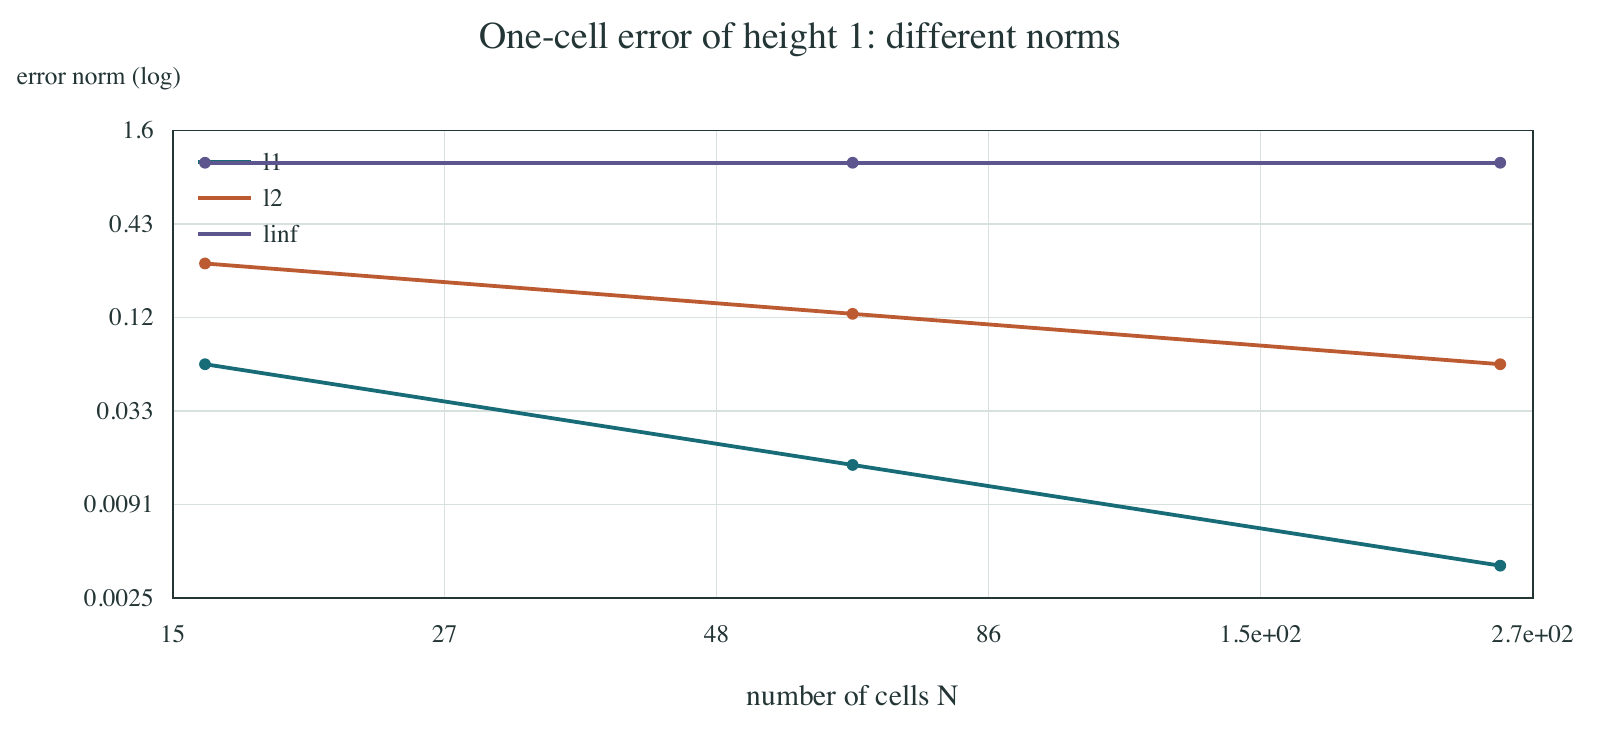 One-cell error of height 1: different norms
error norm (log)
1.6
0.43
0.12
0.033
0.0091
0.0025
l1
l2
linf
15 27 48 86 1.5e+02 2.7e+02
number of cells N